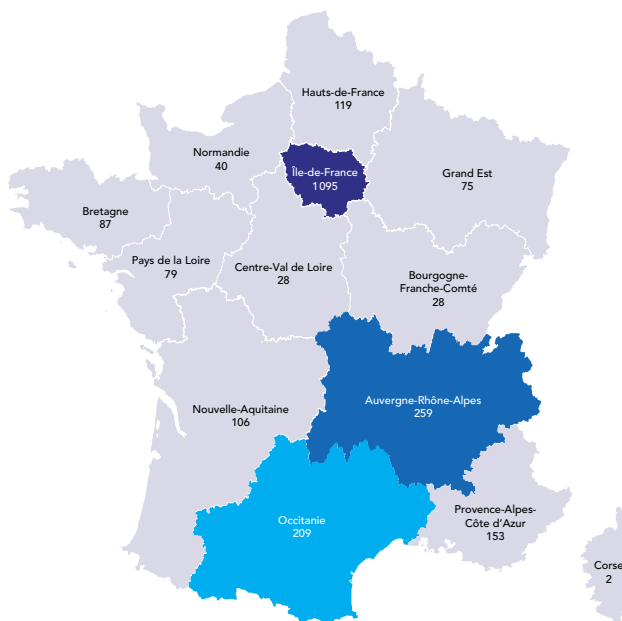 Hauts-de-France
119
Normandie
40
Île-de-France
1 095
Grand Est
75
Bretagne
87
Pays de la Loire
79
Centre-Val de Loire
28
Bourgogne-
Franche-Comté
28
Nouvelle-Aquitaine
106
Auvergne-Rhône-Alpes
259
Occitanie
209
Provence-Alpes-
Côte d’Azur
153
Corse
2